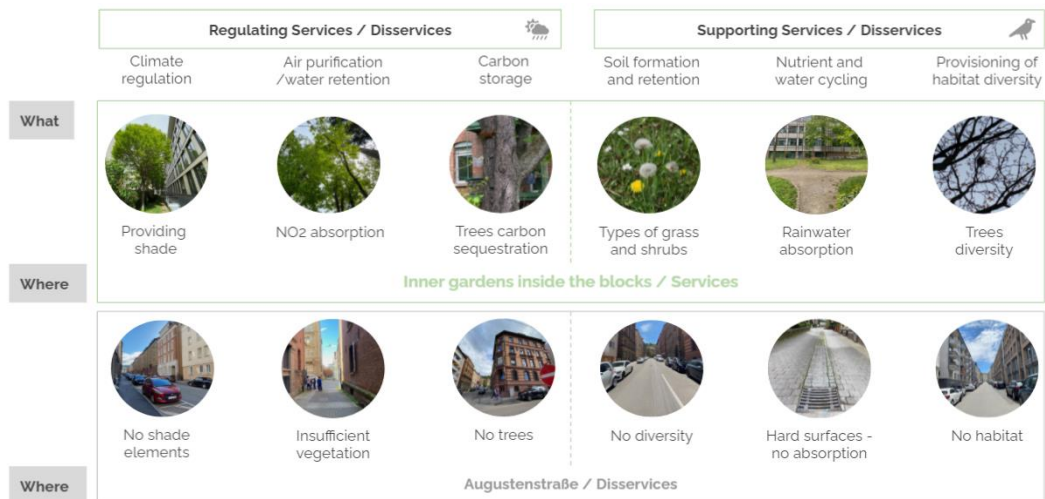 Regulating Services / Disservices
Supporting Services / Disservices
Climate
regulation
Air purification
/water retention
Carbon
storage
Soil formation
and retention
Nutrient and
water cycling
Provisioning of
habitat diversity
What
Providing
shade
NO2 absorption
Trees carbon
sequestration
Types of grass
and shrubs
Rainwater
absorption
Trees
diversity
Where
Inner gardens inside the blocks / Services
No shade
elements
Insufficient
vegetation
No trees
No diversity
Hard surfaces -
no absorption
No habitat
Where
Augustenstraße / Disservices